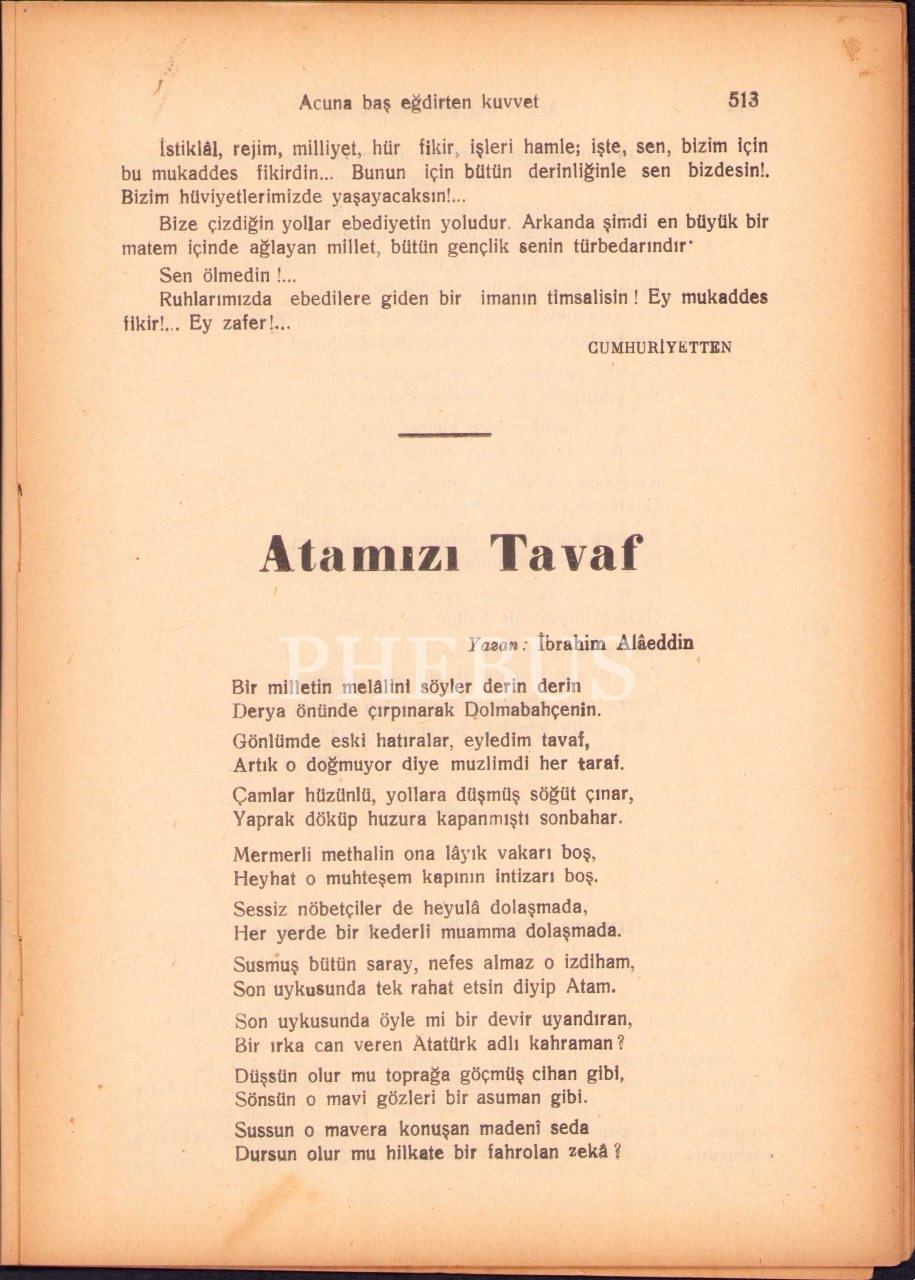 Acuna baş eğdirten kuvvet 513
İstiklâl, rejim, milliyet, hür fikir, işleri hamle; işte, sen, bizim için
bu mukaddes fikirdin... Bunun için bütün derinliğinle sen bizdesin!.
Bizim hüviyetlerimizde yaşayacaksın!...
Bize çizdiğin yollar ebediyetin yoludur. Arkanda şimdi en büyük bir
matem içinde ağlayan millet, bütün gençlik senin türbedarındır·
Sen ölmedin !...
Ruhlarımızda ebedilere giden bir imanın timsalisin ! Ey mukaddes
fikir!... Ey zafer!...
CUMHURİYETTEN
Atamızı Tavaf
PHEBUS
Yazan : İbrahim Alâeddin
Bir milletin melâlini söyler derin derin
Derya önünde çırpınarak Dolmabahçenin.
Gönlümde eski hatıralar, eyledim tavaf,
Artık o doğmuyor diye muzlimdi her taraf.
Çamlar hüzünlü, yollara düşmüş söğüt çınar,
Yaprak döküp huzura kapanmıştı sonbahar.
Mermerli methalin ona lâyık vakarı boş,
Heyhat o muhteşem kapının intizarı boş.
Sessiz nöbetçiler de heyulâ dolaşmada,
Her yerde bir kederli muamma dolaşmada.
Susmuş bütün saray, nefes almaz o izdiham,
Son uykusunda tek rahat etsin diyip Atam.
Son uykusunda öyle mi bir devir uyandıran,
Bir ırka can veren Atatürk adlı kahraman ?
Düşsün olur mu toprağa göçmüş cihan gibi,
Sönsün o mavi gözleri bir asuman gibi.
Sussun o mavera konuşan madenî seda
Dursun olur mu hilkate bir fahrolan zekâ ?